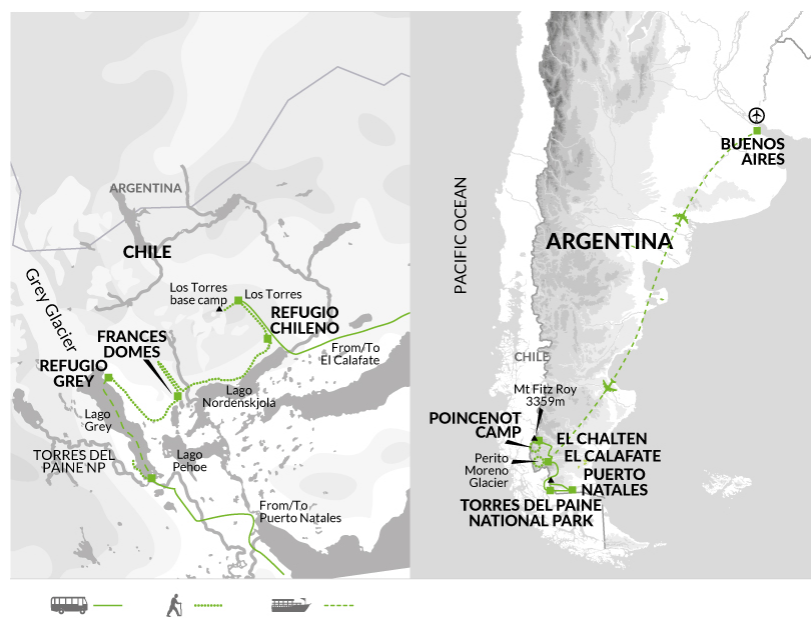 ARGENTINA
CHILE
Grey Glacier
Los Torres
base camp
Los Torres
REFUGIO
CHILENO
FRANCES
DOMES
From/To
El Calafate
REFUGIO
GREY
Lago
Nordenskjola
Lago
Grey
Lago
Pehoe
TORRES DEL
PAINE NP
From/To
Puerto Natales
BUENOS
AIRES
PACIFIC OCEAN
ARGENTINA
CHILE
Mt Fitz Roy
3359m
POINCENOT
CAMP
EL CHALTEN
EL CALAFATE
Perito
Moreno
Glacier
PUERTO
NATALES
TORRES DEL PAINE
NATIONAL PARK